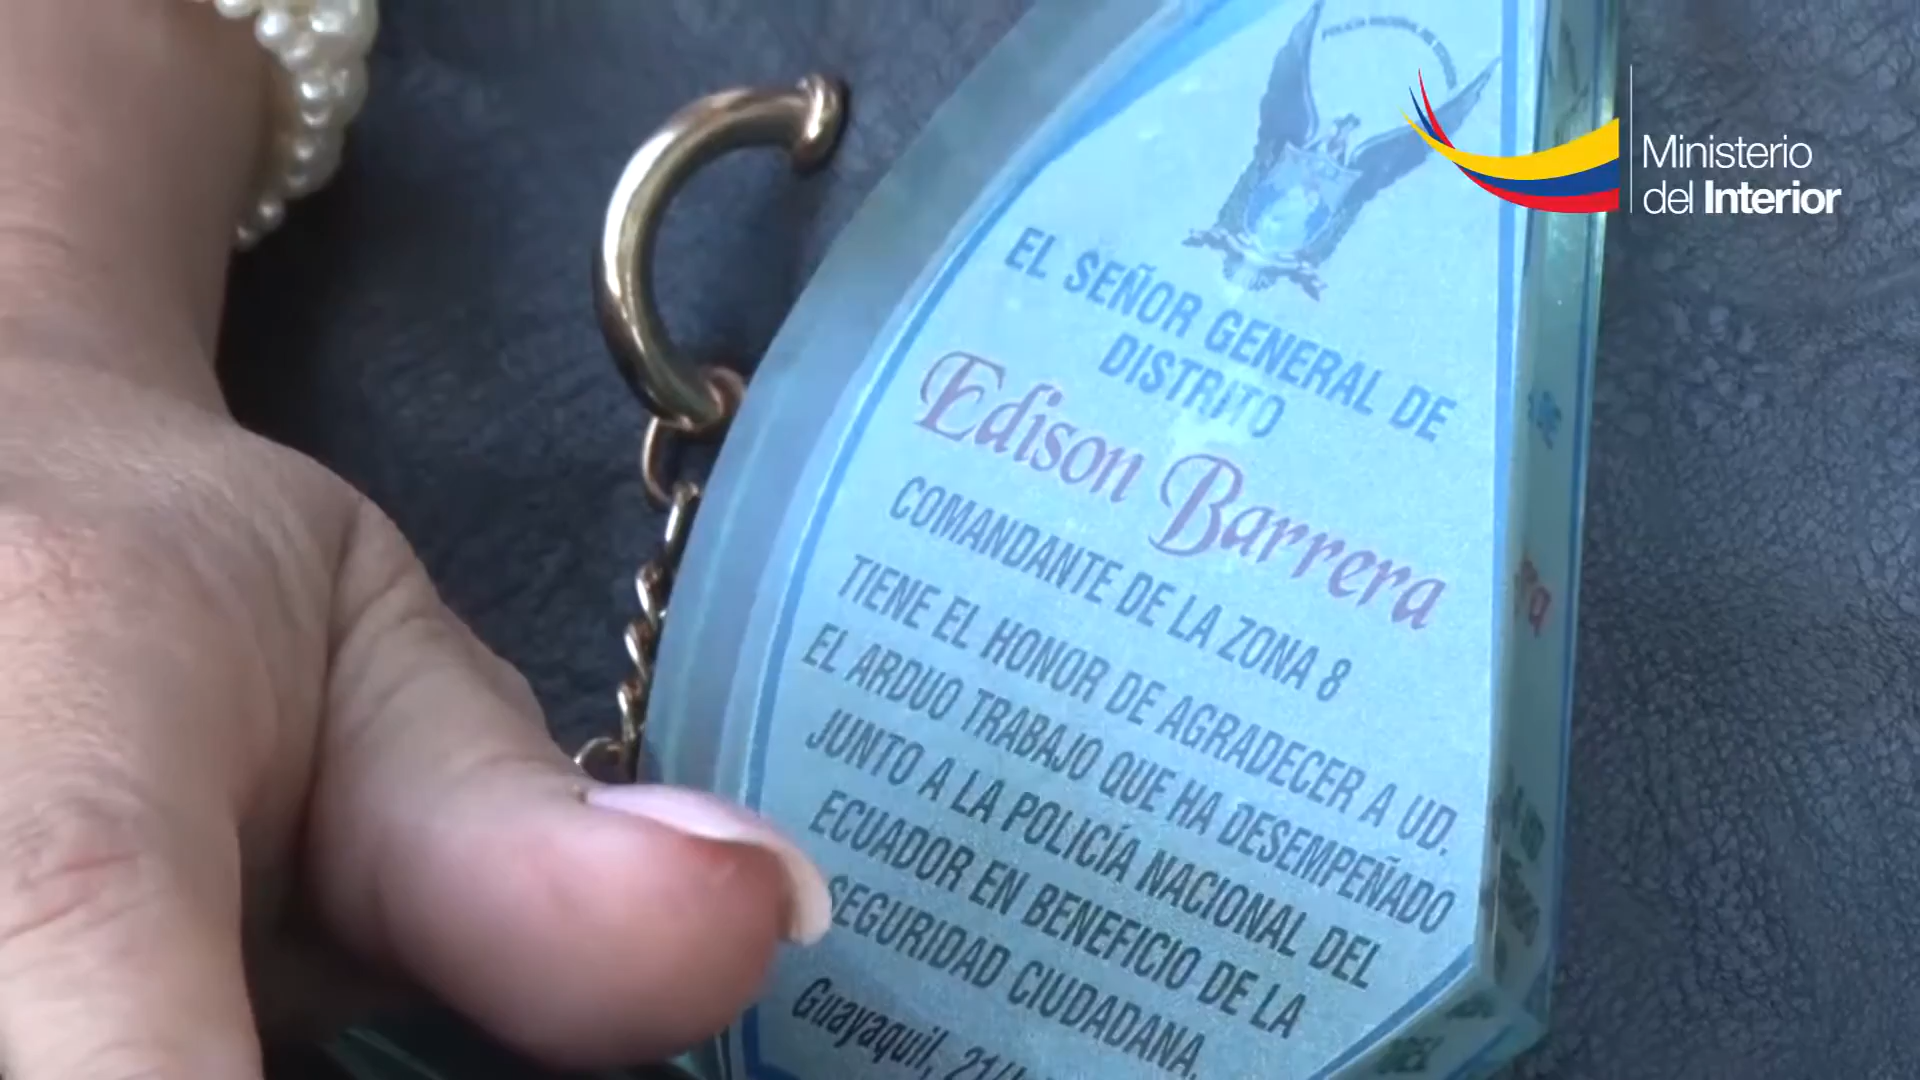 Ministerio
del Interior
EL SEÑOR GENERAL DE
DISTRITO
Edison Barrera
COMANDANTE DE LA ZONA 8
TIENE EL HONOR DE AGRADECER A UD.
EL ARDUO TRABAJO QUE HA DESEMPEÑADO
JUNTO A LA POLICÍA NACIONAL DEL
ECUADOR EN BENEFICIO DE LA
SEGURIDAD CIUDADANA.
Guayaquil,